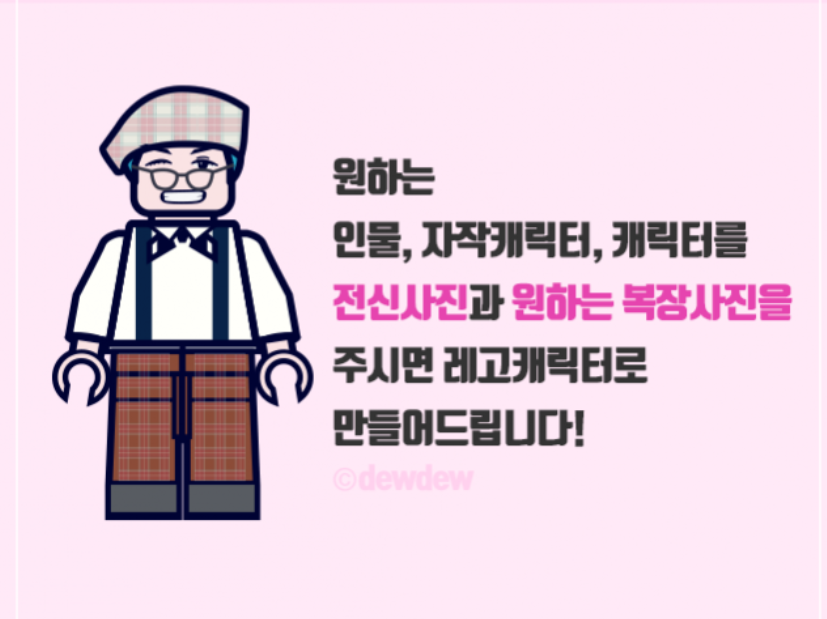 원하는
인물, 자작캐릭터, 캐릭터를
전신사진과 원하는 복장사진을
주시면 레고캐릭터로
만들어드립니다!
©dewdew